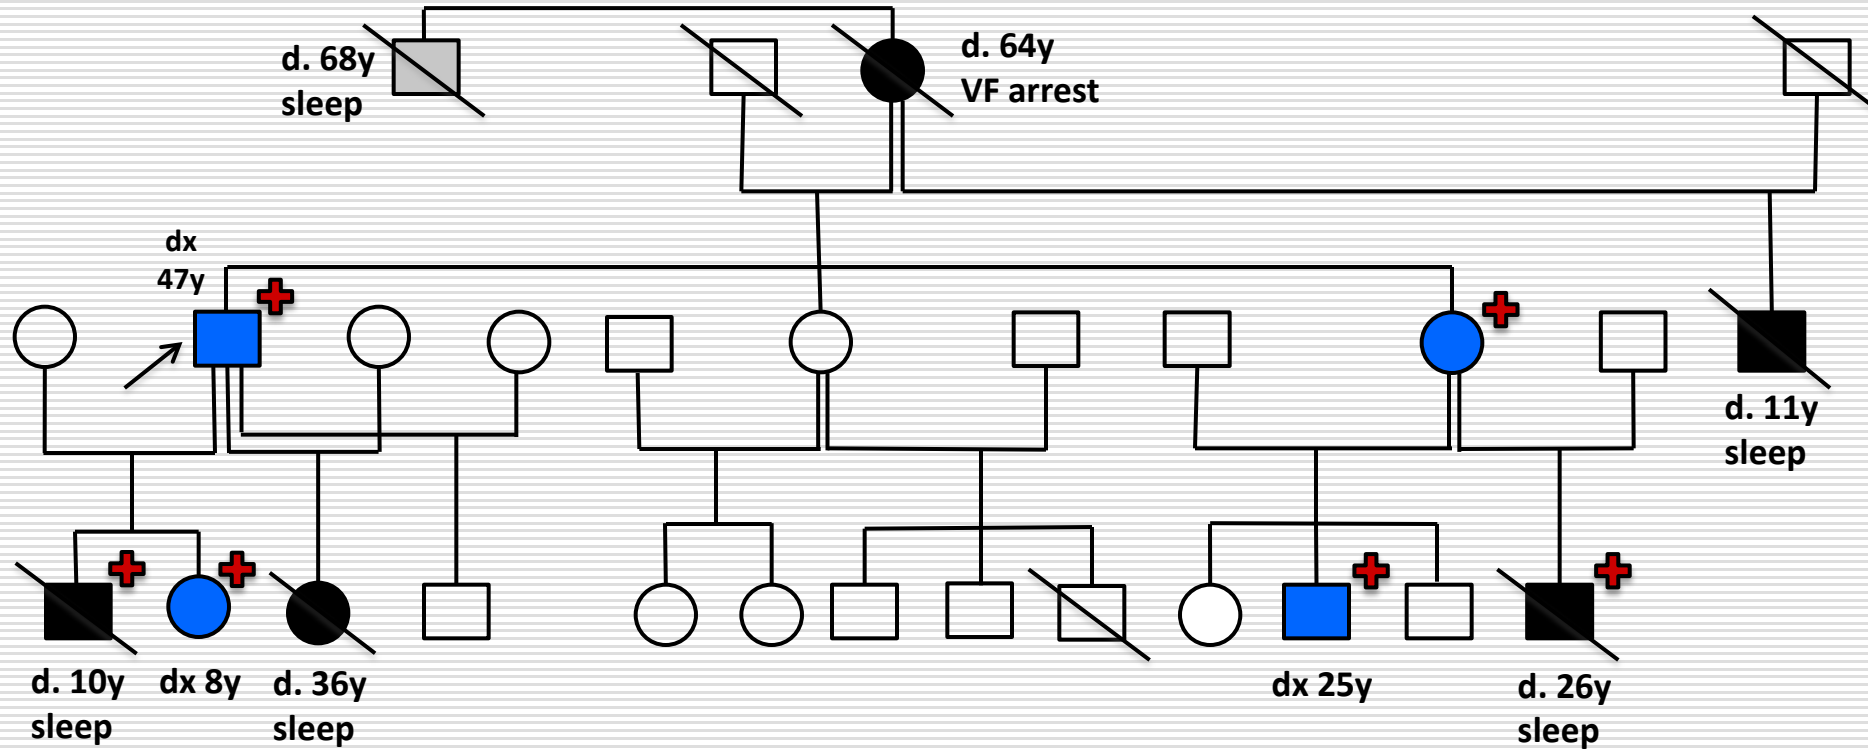 d. 68y
sleep
d. 64y
VF arrest
dx
47y
d. 11y
sleep
d. 10y
sleep
dx 8y
d. 36y
sleep
dx 25y
d. 26y
sleep